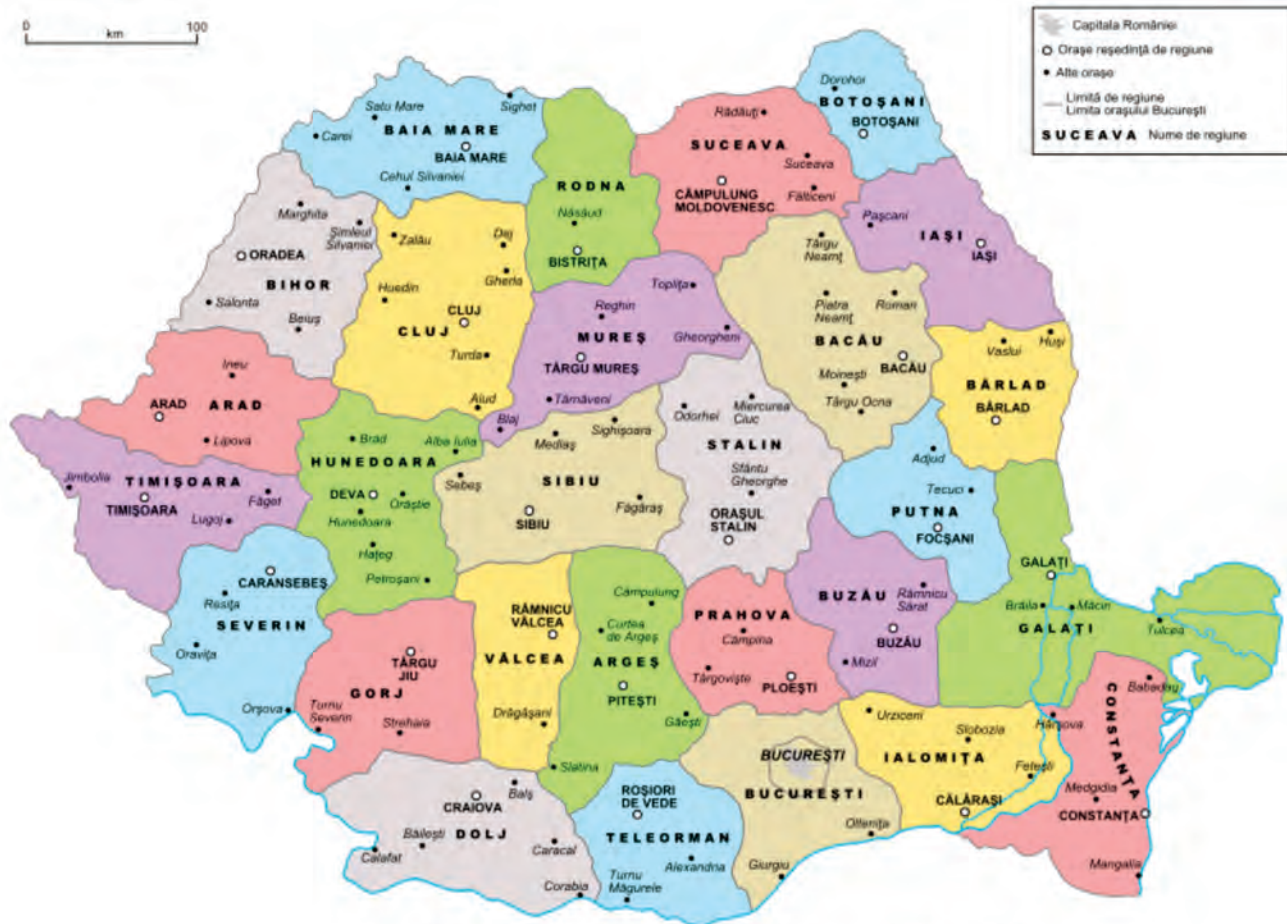 0 100
km
Capitala României
Orașe reședință de regiune
Alte orașe
Limită de regiune
Limita orașului București
SUCEAVA Nume de regiune
Satu Mare
Sighet
Carei
BAIA MARE
BAIA MARE
Cehul Silvaniei
RODNA
Năsăud
BISTRIȚA
Rădăuți
SUCEAVA
Suceava
CÂMPULUNG
MOLDOVENESC
Fălticeni
Dorohoi
BOTOȘANI
BOTOȘANI
Pașcani
IAȘI
IAȘI
Marghita
Șimleul
Silvaniei
ORADEA
BIHOR
Salonta
Beiuș
Zalău
Dej
Gherla
Huedin
CLUJ
CLUJ
Turda
Aiud
Toplița
Reghin
MUREȘ
Gheorgheni
TÂRGU MUREȘ
Târnăveni
Blaj
Târgu
Neamț
Piatra
Neamț
Roman
BACĂU
BACĂU
Moinești
Târgu Ocna
Vaslui
Huși
BÂRLAD
BÂRLAD
Ineu
ARAD
ARAD
Lipova
Jimbolia
TIMIȘOARA
TIMIȘOARA
Făget
Lugoj
Brad
Alba Iulia
HUNEDOARA
DEVA
Orăștie
Hunedoara
Hațeg
Petroșani
Mediaș
Sighișoara
Sebeș
SIBIU
SIBIU
Făgăraș
Odorhei
Miercurea
Ciuc
STALIN
Sfântu
Gheorghe
ORAȘUL
STALIN
Adjud
Tecuci
PUTNA
FOCȘANI
CARANSEBEȘ
Resița
SEVERIN
Oravița
Orșova
TÂRGU
JIU
GORJ
Turnu
Severin
Strehaia
RÂMNICU
VÂLCEA
VÂLCEA
Drăgășani
Câmpulung
Curtea
de Argeș
ARGEȘ
PITEȘTI
Găești
Slatina
PRAHOVA
Câmpina
Târgoviște
PLOEȘTI
BUZĂU
Râmnicu
Sărat
BUZĂU
Mizil
GALAȚI
Brăila
Măcin
GALAȚI
Tulcea
Babadag
CONSTANȚA
Hârșova
Medgidia
CONSTANȚA
Mangalia
Urziceni
Slobozia
IALOMIȚA
Fetești
CĂLĂRAȘI
BUCUREȘTI
BUCUREȘTI
Oltenița
Giurgiu
ROȘIORI
DE VEDE
TELEORMAN
Alexandria
Turnu
Măgurele
Balș
CRAIOVA
DOLJ
Băilești
Calafat
Caracal
Corabia